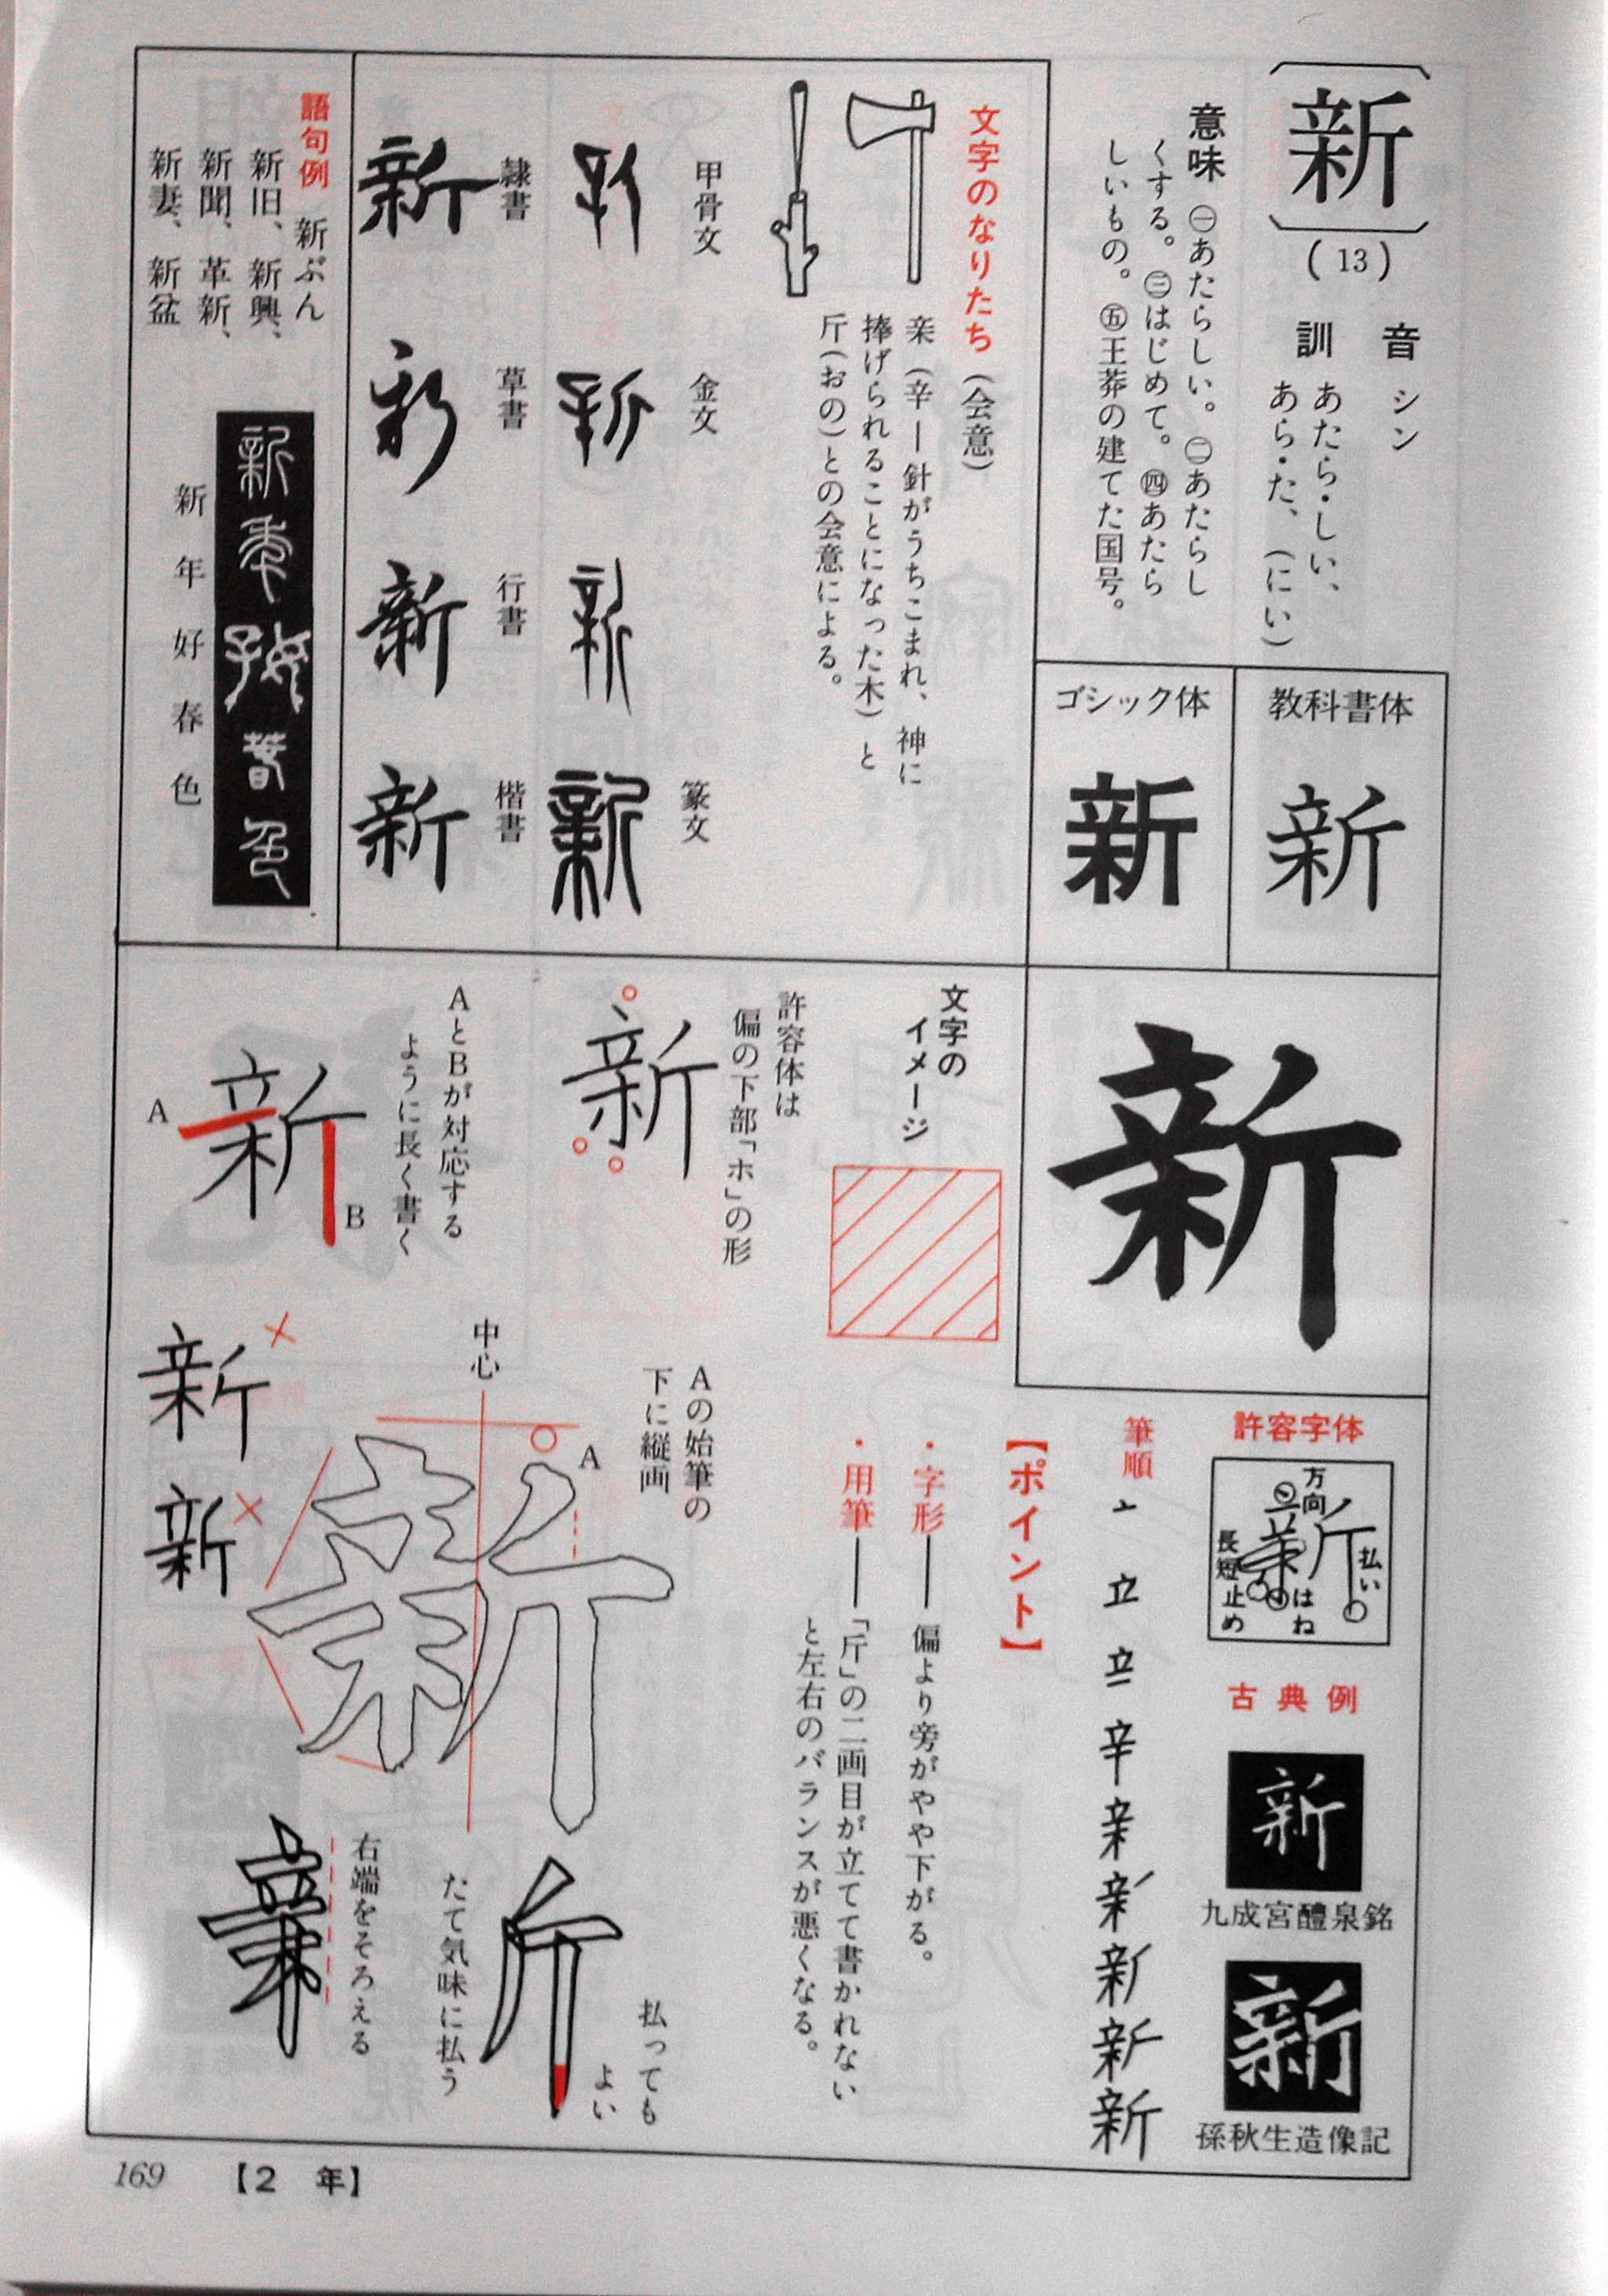 新
(13)
音 シン
訓 あたら・しい、
あら・た、(にい)
意味 ㊀あたらしい。㊁あたらし
くする。㊂はじめて。㊃あたら
しいもの。㊄王莽の建てた国号。
教科書体
新
ゴシック体
新
文字のなりたち (会意)
亲(辛―針がうちこまれ、神に
捧げられることになった木)と
斤(おの)との会意による。
甲骨文
金文
篆文
隷書
新
草書
新
行書
新
楷書
新
語句例 新ぷん
新旧、新興、
新聞、革新、
新妻、新盆
新年好春色
新
許容字体
方向
長短
止め
はね
払い
古典例
新
九成宮醴泉銘
新
孫秋生造像記
筆順
【ポイント】
・字形―偏より旁がやや下がる。
・用筆―「斤」の二画目が立てて書かれない
と左右のバランスが悪くなる。
文字の
イメージ
許容体は
偏の下部「ホ」の形
新
AとBが対応する
ように長く書く
新
A
B
Aの始筆の
下に縦画
中心
A
新
新
新
払っても
よい
斤
たて気味に払う
右端をそろえる
169 【2 年】